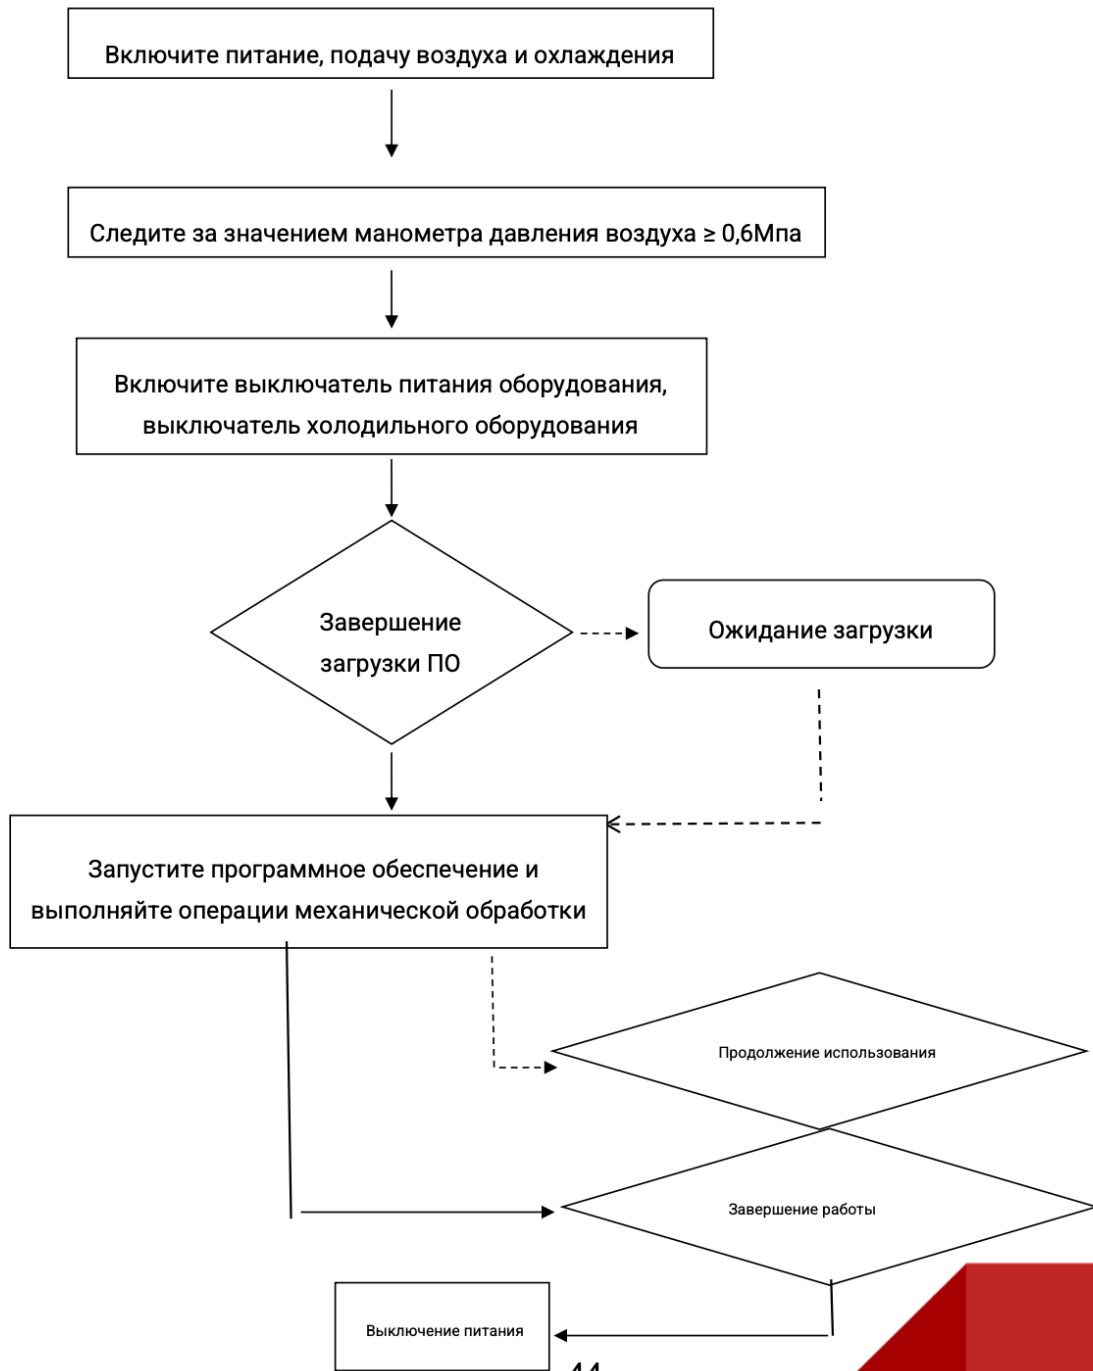 Включите питание, подачу воздуха и охлаждения
Следите за значением манометра давления воздуха ≥ 0,6Мпа
Включите выключатель питания оборудования,
выключатель холодильного оборудования
Завершение
загрузки ПО
Ожидание загрузки
Запустите программное обеспечение и
выполняйте операции механической обработки
Продолжение использования
Завершение работы
Выключение питания